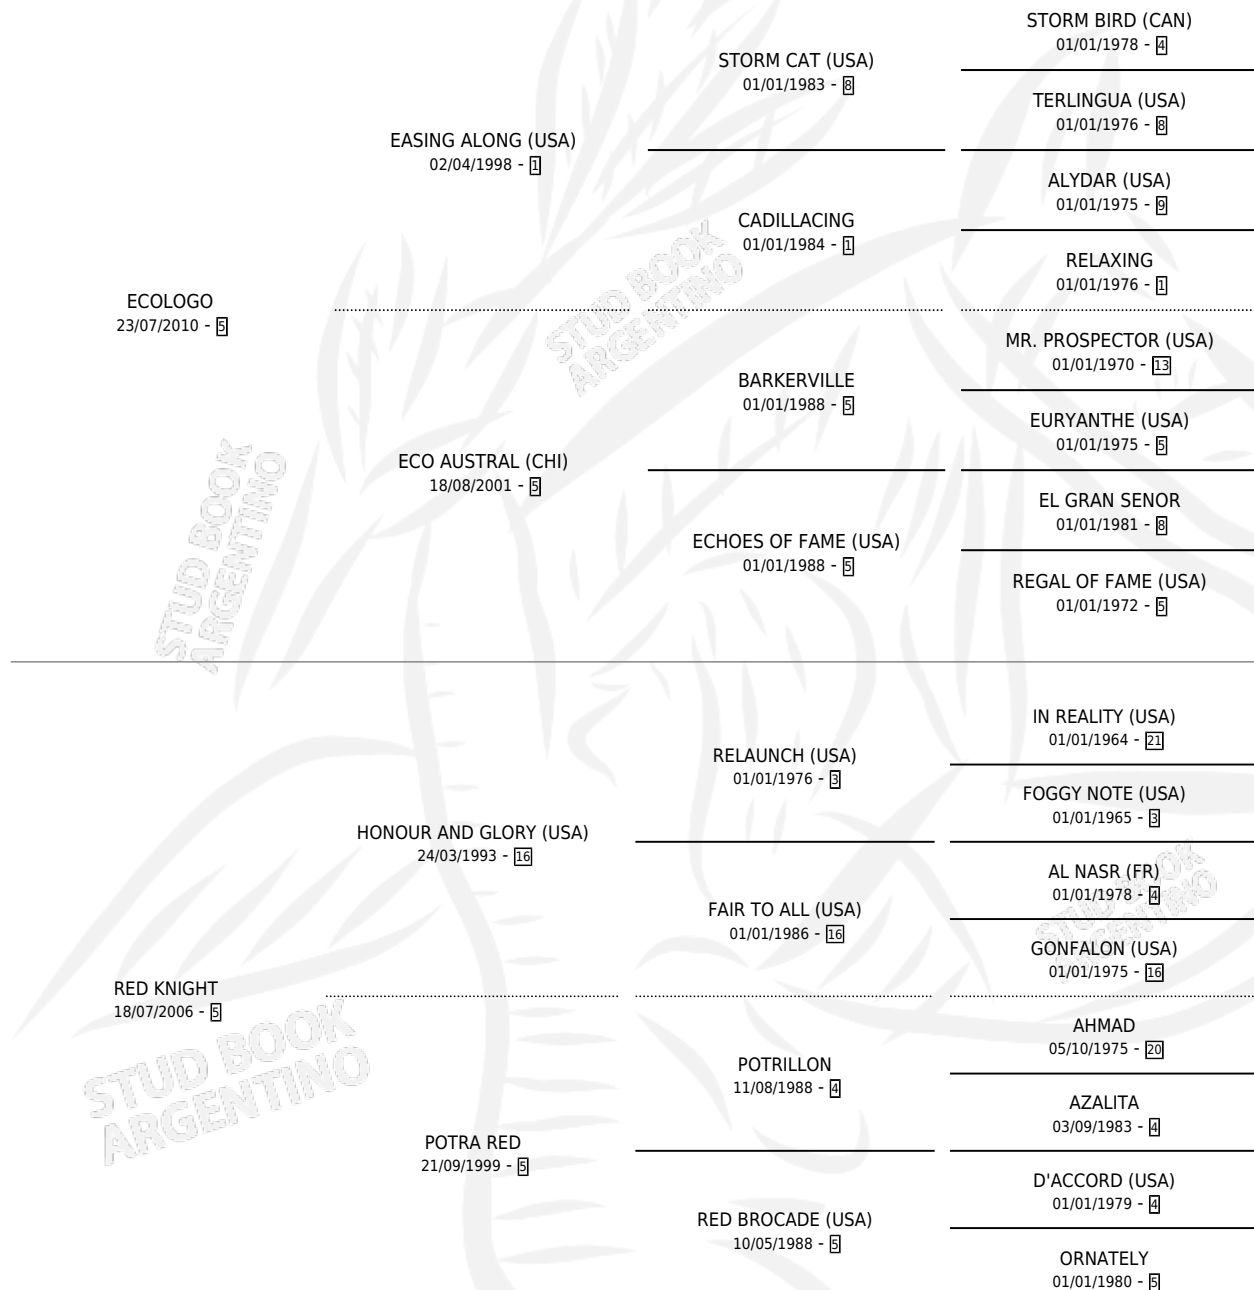 STORM BIRD (CAN)
01/01/1978 - 4
STORM CAT (USA)
01/01/1983 - 8
TERLINGUA (USA)
01/01/1976 - 8
EASING ALONG (USA)
02/04/1998 - 1
ALYDAR (USA)
01/01/1975 - 9
CADILLACING
01/01/1984 - 1
RELAXING
01/01/1976 - 1
ECOLOGO
23/07/2010 - 5
MR. PROSPECTOR (USA)
01/01/1970 - 13
BARKERVILLE
01/01/1988 - 5
EURYANTHE (USA)
01/01/1975 - 5
ECO AUSTRAL (CHI)
18/08/2001 - 5
EL GRAN SENOR
01/01/1981 - 8
ECHOES OF FAME (USA)
01/01/1988 - 5
REGAL OF FAME (USA)
01/01/1972 - 5
STUD BOOK
ARGENTINO
STUD BOOK
ARGENTINO
IN REALITY (USA)
01/01/1964 - 21
RELAUNCH (USA)
01/01/1976 - 3
FOGGY NOTE (USA)
01/01/1965 - 3
HONOUR AND GLORY (USA)
24/03/1993 - 16
AL NASR (FR)
01/01/1978 - 4
FAIR TO ALL (USA)
01/01/1986 - 16
GONFALON (USA)
01/01/1975 - 16
RED KNIGHT
18/07/2006 - 5
AHMAD
05/10/1975 - 20
POTRILLON
11/08/1988 - 4
AZALITA
03/09/1983 - 4
POTRA RED
21/09/1999 - 5
D'ACCORD (USA)
01/01/1979 - 4
RED BROCADE (USA)
10/05/1988 - 5
ORNATELY
01/01/1980 - 5
STUD BOOK
ARGENTINO
STUD BOOK
ARGENTINO